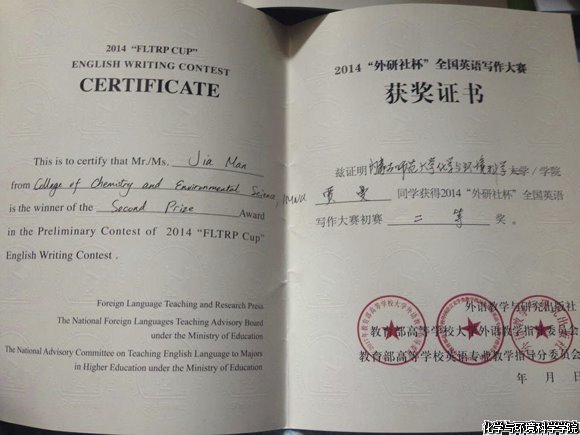 2014 "FLTRP CUP"
ENGLISH WRITING CONTEST
CERTIFICATE
This is to certify that Mr./Ms. Jia Man
from College of Chemistry and Environmental Science, IMNU
is the winner of the Second Prize Award
in the Preliminary Contest of 2014 "FLTRP Cup"
English Writing Contest .
Foreign Language Teaching and Research Press
The National Foreign Languages Teaching Advisory Board
under the Ministry of Education
The National Advisory Committee on Teaching English Language to Majors
in Higher Education under the Ministry of Education
2014 “外研社杯” 全国英语写作大赛
获奖证书
兹证明 内蒙古师范大学化学与环境科学 大学/学院
贾曼 同学获得2014 “外研社杯” 全国英语
写作大赛初赛 二等 奖。
外语教学与研究出版社
教育部高等学校大学外语教学指导委员会
教育部高等学校英语专业教学指导分委员会
年 月 日
化学与环境科学学院